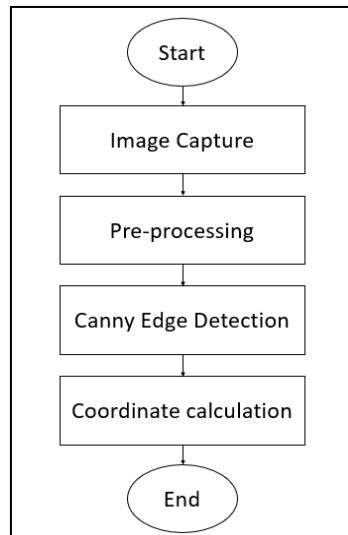 Start
Image Capture
Pre-processing
Canny Edge Detection
Coordinate calculation
End